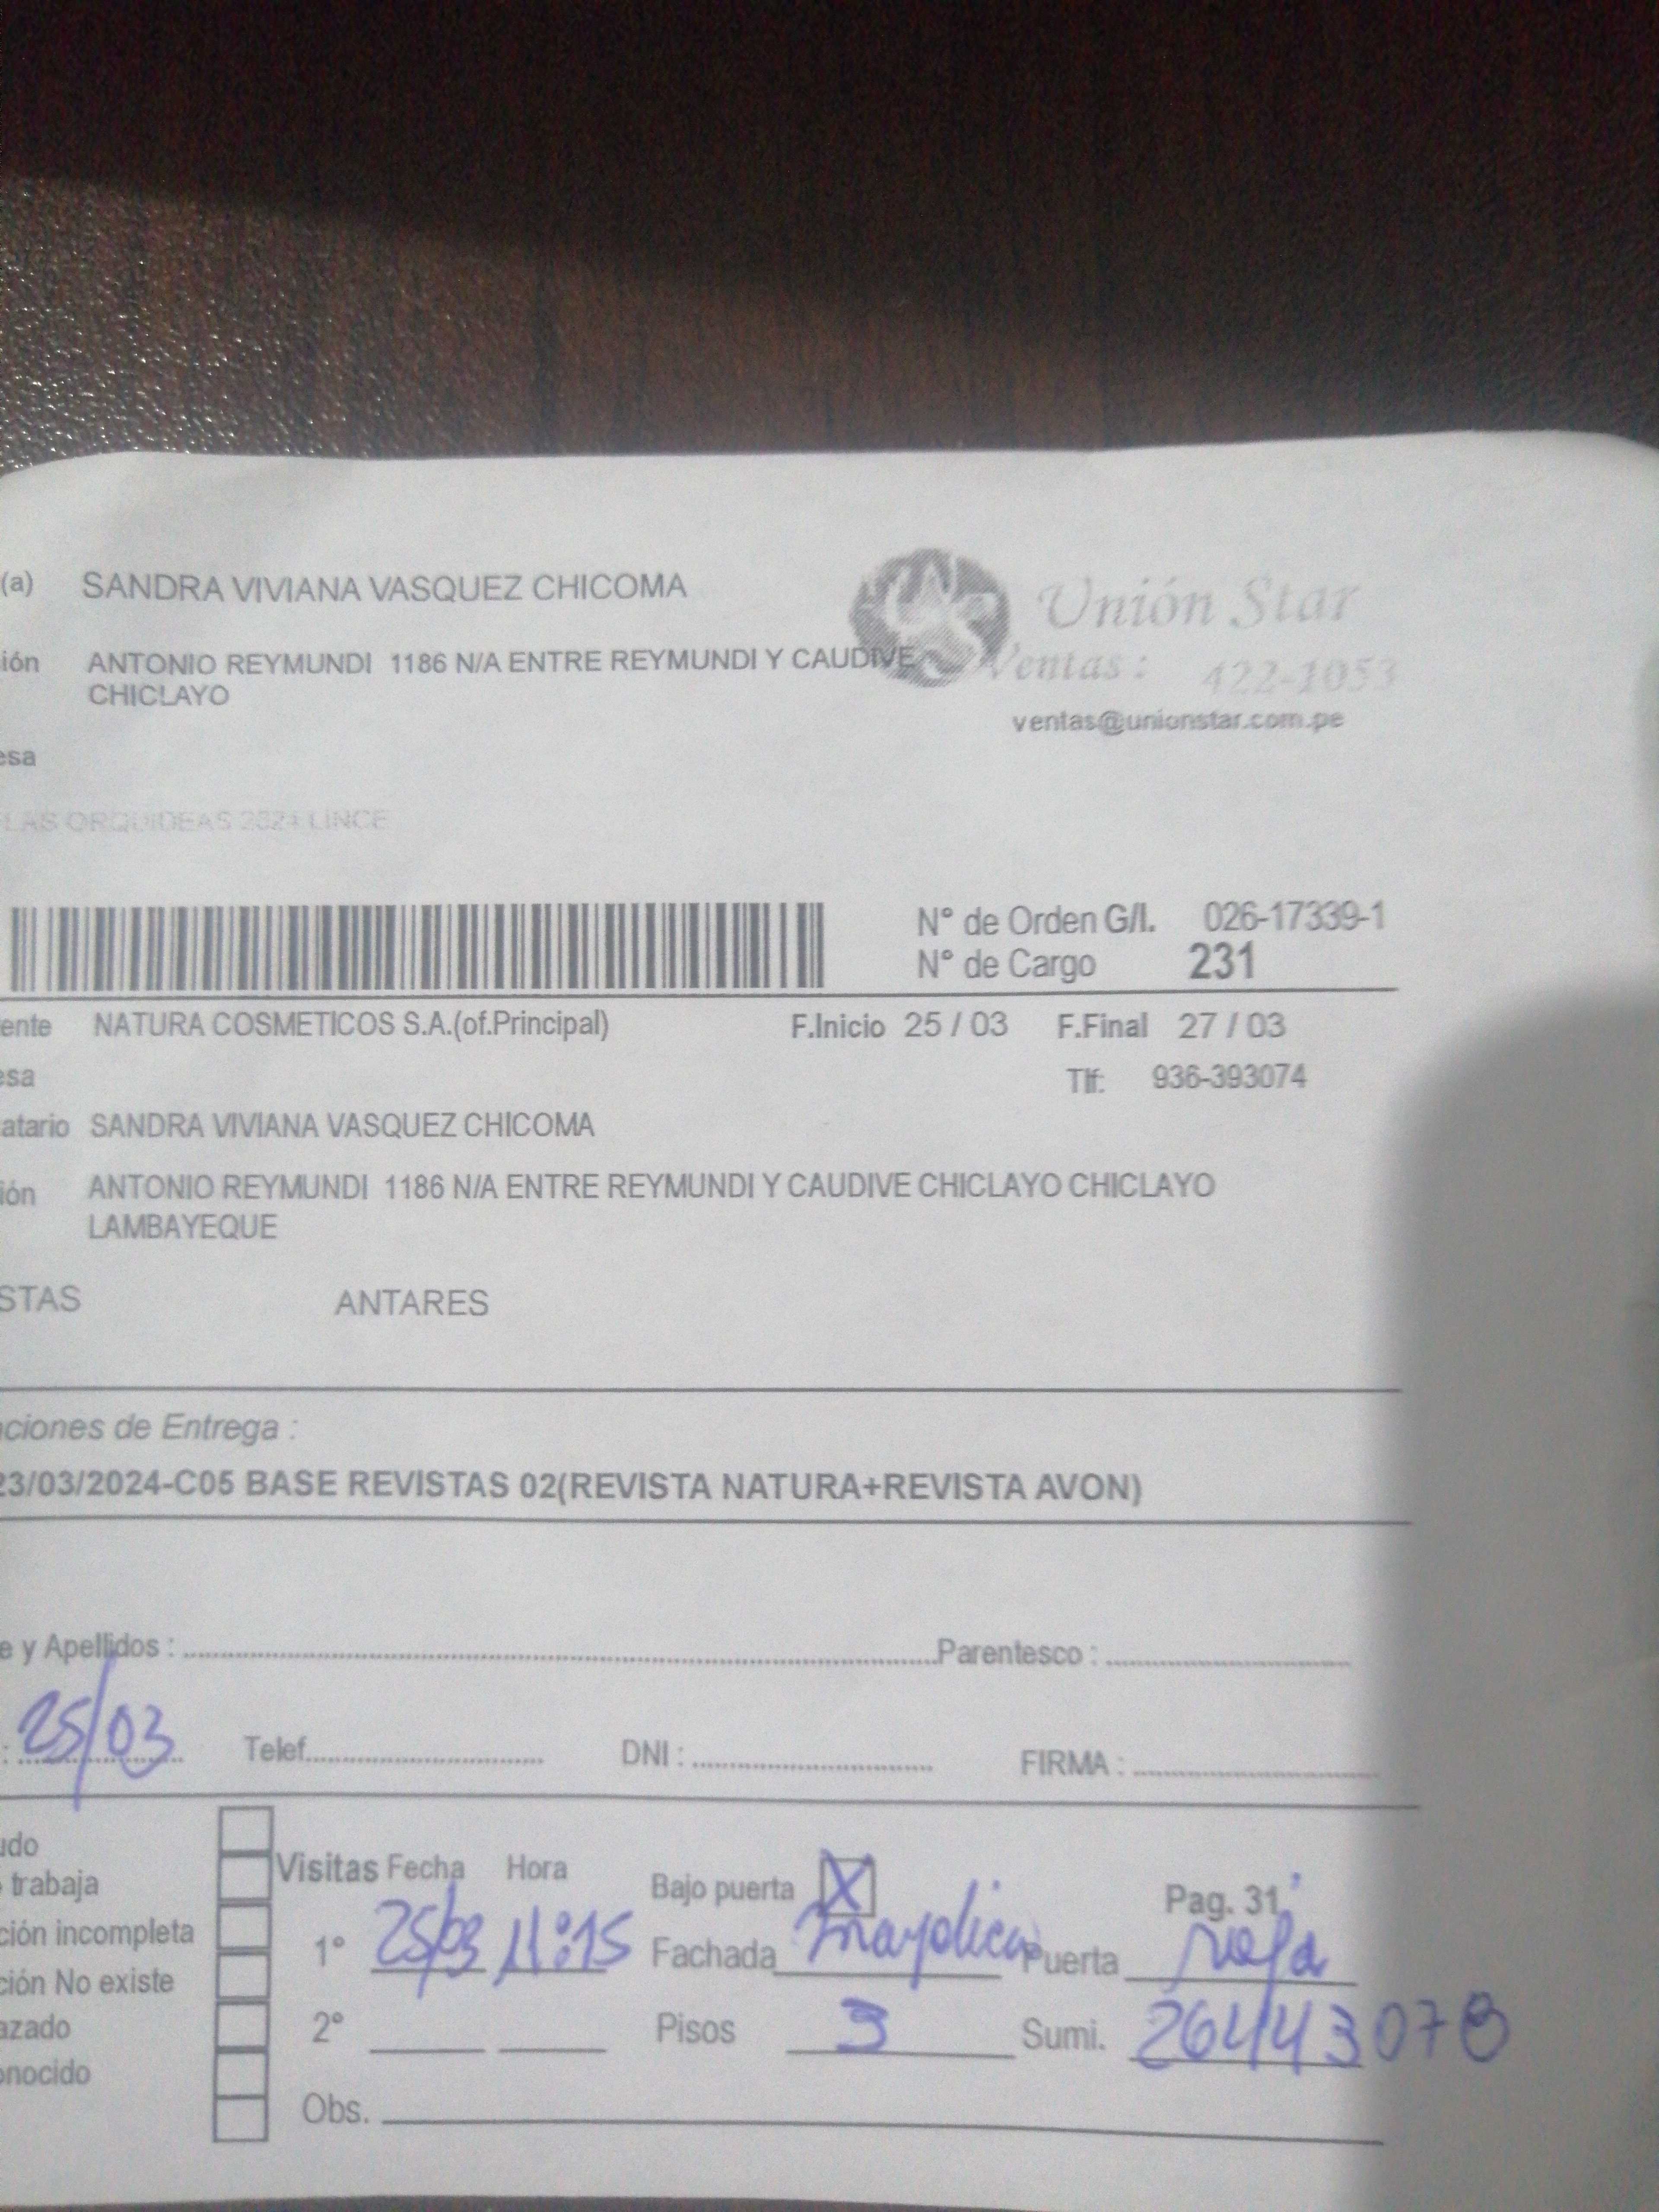 (a) SANDRA VIVIANA VASQUEZ CHICOMA
Unión Star
ión ANTONIO REYMUNDI 1186 N/A ENTRE REYMUNDI Y CAUDIVE
CHICLAYO
Ventas: 422-1053
ventas@unionstar.com.pe
esa
LAS ORQUIDEAS 2624 LINCE
N° de Orden G/I. 026-17339-1
N° de Cargo 231
ente NATURA COSMETICOS S.A.(of.Principal) F.Inicio 25 / 03 F.Final 27 / 03
esa Tlf: 936-393074
atario SANDRA VIVIANA VASQUEZ CHICOMA
ión ANTONIO REYMUNDI 1186 N/A ENTRE REYMUNDI Y CAUDIVE CHICLAYO CHICLAYO
LAMBAYEQUE
STAS ANTARES
ciones de Entrega :
23/03/2024-C05 BASE REVISTAS 02(REVISTA NATURA+REVISTA AVON)
e y Apellidos : Parentesco :
: 25/03 Telef. DNI : FIRMA :
udo
trabaja
ción incompleta
ción No existe
azado
onocido
Visitas Fecha Hora Bajo puerta X Pag. 31
1° 25/03 11:15 Fachada mayolica Puerta roja
2° Pisos 3 Sumi. 26443078
Obs.